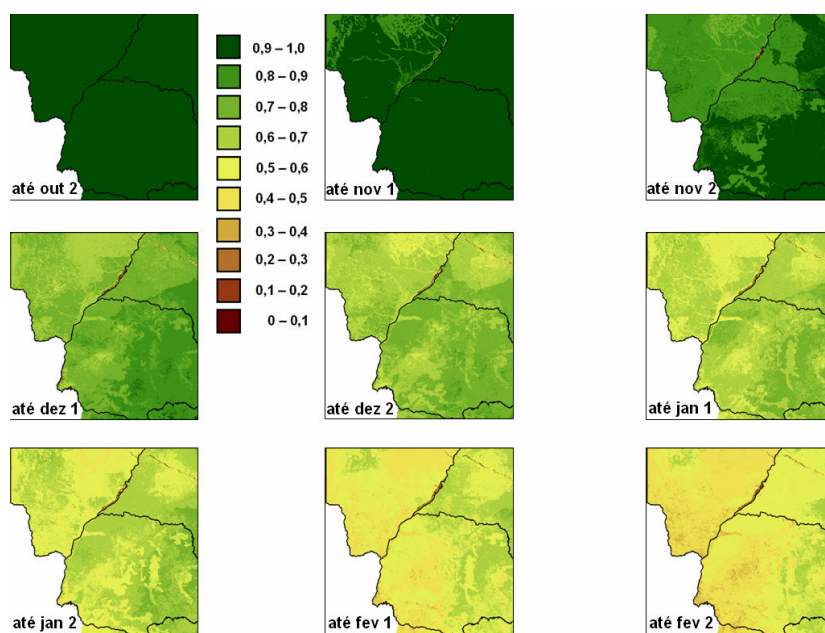 0,9 – 1,0
0,8 – 0,9
0,7 – 0,8
0,6 – 0,7
0,5 – 0,6
0,4 – 0,5
0,3 – 0,4
0,2 – 0,3
0,1 – 0,2
0 – 0,1
até out 2
até nov 1
até nov 2
até dez 1
até dez 2
até jan 1
até jan 2
até fev 1
até fev 2